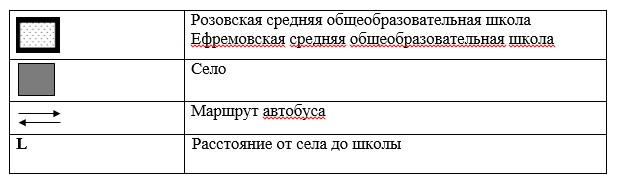 Розовская средняя общеобразовательная школа
Ефремовская средняя общеобразовательная школа
Село
Маршрут автобуса
L Расстояние от села до школы